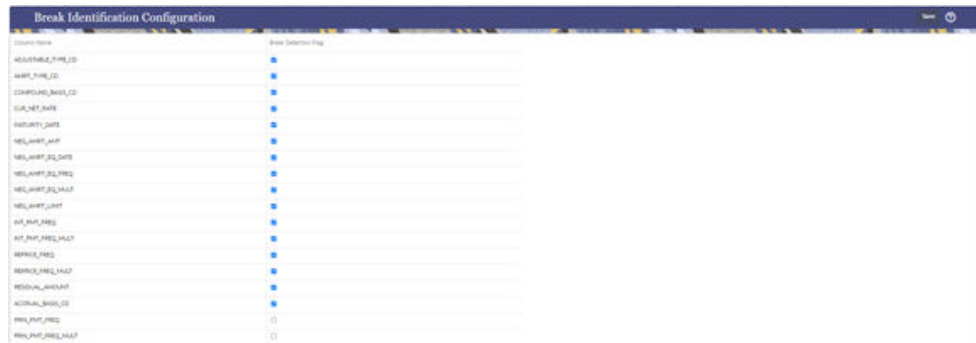 Break Identification Configuration
Save
Column Name Break Detection Flag
ADJUSTABLE_TYPE_CD
AMRT_TYPE_CD
COMPOUND_BASIS_CD
CUR_NET_RATE
MATURITY_DATE
NEG_AMRT_AMT
NEG_AMRT_EQ_DATE
NEG_AMRT_EQ_FREQ
NEG_AMRT_EQ_MULT
NEG_AMRT_LIMIT
INT_PMT_FREQ
INT_PMT_FREQ_MULT
REPRICE_FREQ
REPRICE_FREQ_MULT
RESIDUAL_AMOUNT
ACCRUAL_BASIS_CD
PRIN_PMT_FREQ
PRIN_PMT_FREQ_MULT